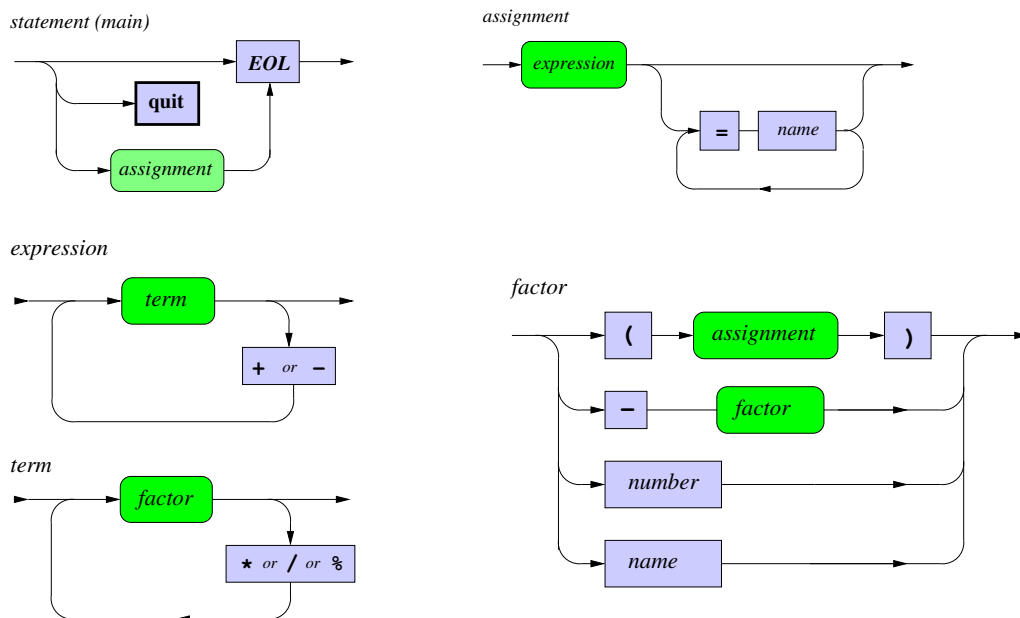 statement (main)
EOL
quit
assignment
assignment
expression
= name
expression
term
+ or -
term
factor
* or / or %
factor
( assignment )
- factor
number
name